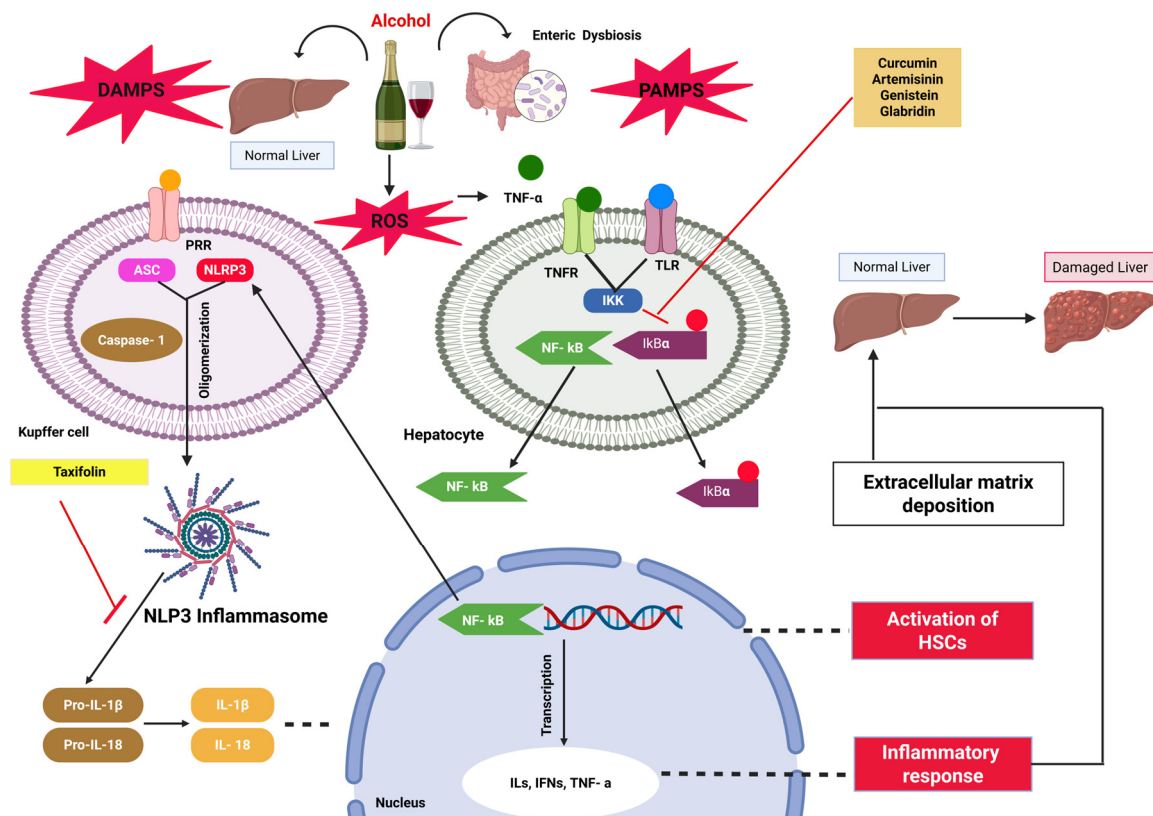 Alcohol
Enteric Dysbiosis
DAMPS
PAMPS
Curcumin
Artemisinin
Genistein
Glabridin
Normal Liver
ROS
TNF-α
PRR
ASC
NLRP3
Caspase- 1
Oligomerization
Kupffer cell
TNFR
TLR
IKK
NF- kB
IkBα
Hepatocyte
NF- kB
IkBα
Normal Liver
Damaged Liver
Extracellular matrix
deposition
Taxifolin
NLP3 Inflammasome
NF- kB
Transcription
Activation of
HSCs
Pro-IL-1β
IL-1β
Pro-IL-18
IL- 18
Inflammatory
response
ILs, IFNs, TNF- a
Nucleus